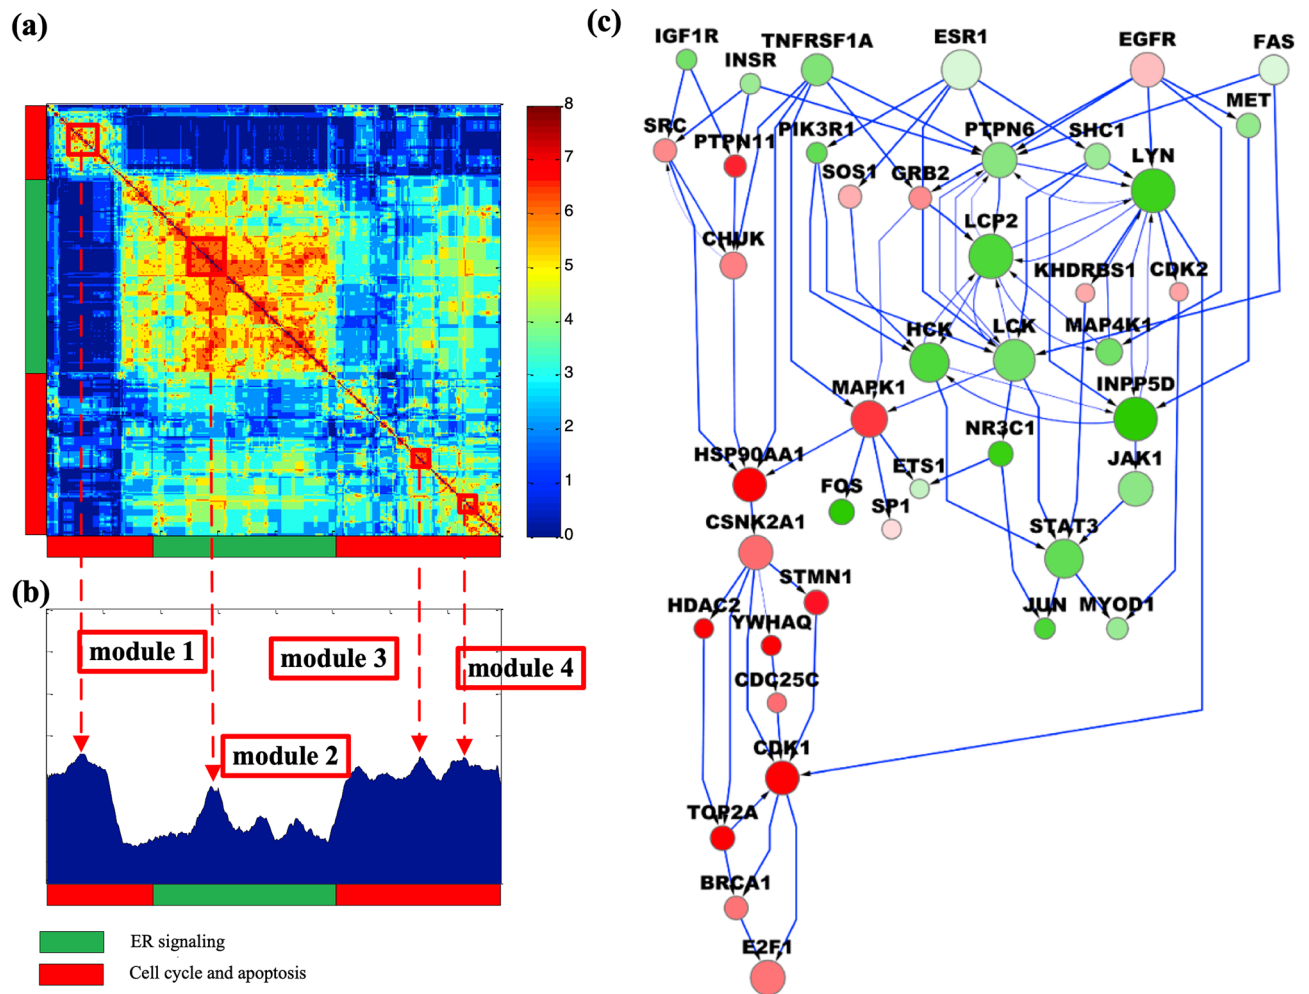 (a)
8
7
6
5
4
3
2
1
0
(b)
module 1
module 2
module 3
module 4
ER signaling
Cell cycle and apoptosis
(c)
IGF1R
INSR
TNFRSF1A
ESR1
EGFR
FAS
MET
SRC
PTPN11
PIK3R1
PTPN6
SHC1
LYN
SOS1
GRB2
LCP2
CHUK
KHDRBS1
CDK2
HCK
LCK
MAP4K1
MAPK1
INPP5D
NR3C1
HSP90AA1
ETS1
JAK1
FOS
SP1
CSNK2A1
STAT3
STMN1
HDAC2
YWHAQ
JUN
MYOD1
CDC25C
CDK1
TOP2A
BRCA1
E2F1